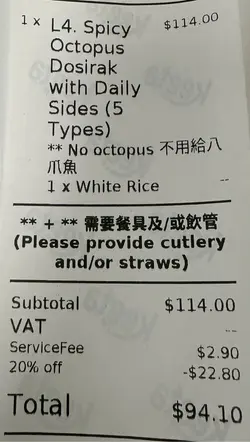 1 x L4. Spicy $114.00
Octopus
Dosirak
with Daily
Sides (5
Types)
** No octopus 不用給八
爪魚
1 x White Rice --
** + ** 需要餐具及/或飲管
(Please provide cutlery
and/or straws)
Subtotal $114.00
VAT --
ServiceFee $2.90
20% off -$22.80
Total $94.10